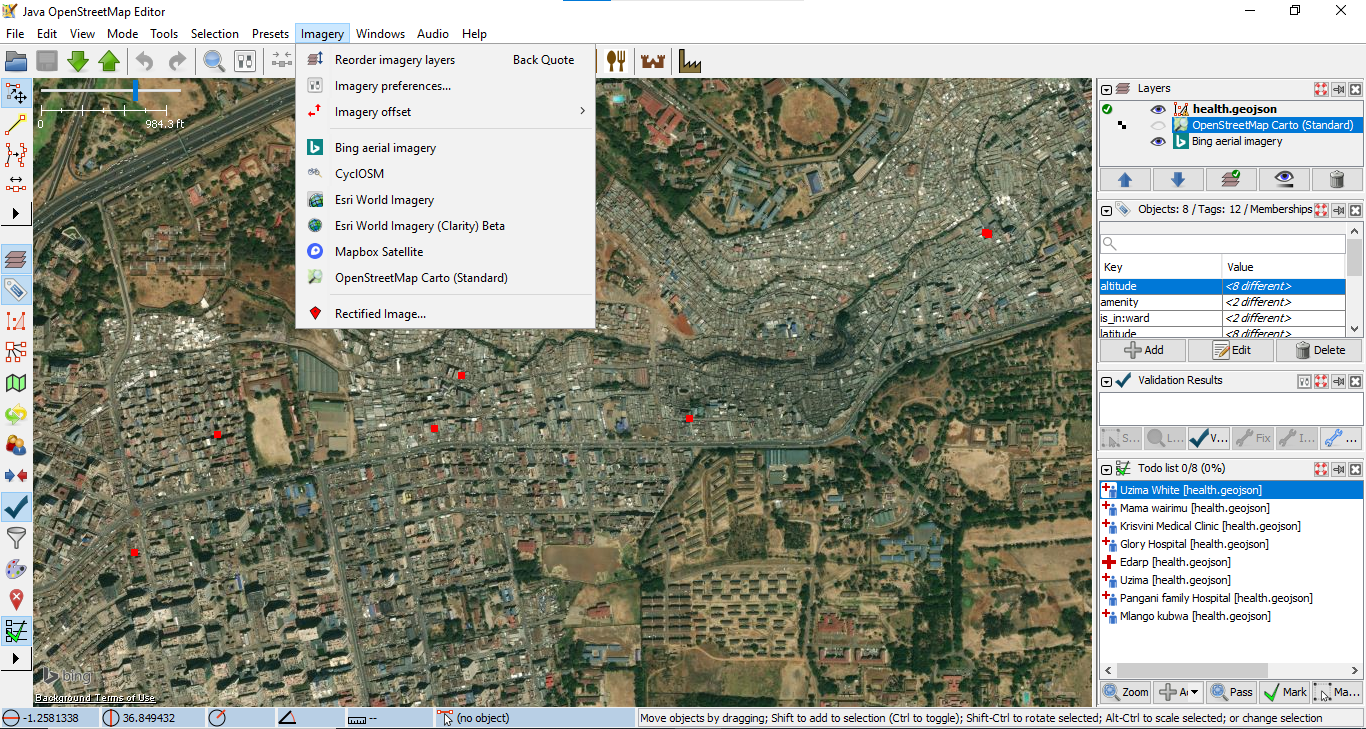 Java OpenStreetMap Editor
File Edit View Mode Tools Selection Presets Imagery Windows Audio Help
Reorder imagery layers Back Quote
Imagery preferences...
Imagery offset
Bing aerial imagery
CyclOSM
Esri World Imagery
Esri World Imagery (Clarity) Beta
Mapbox Satellite
OpenStreetMap Carto (Standard)
Rectified Image...
0 984.3 ft
bing
Background Terms of Use
Layers
health.geojson
OpenStreetMap Carto (Standard)
Bing aerial imagery
Objects: 8 / Tags: 12 / Memberships
Key Value
altitude <8 different>
amenity <2 different>
is_in:ward <2 different>
latitude <8 different>
Add Edit Delete
Validation Results
S... L... V... Fix I... ...
Todo list 0/8 (0%)
Uzima White [health.geojson]
Mama wairimu [health.geojson]
Krisvini Medical Clinic [health.geojson]
Glory Hospital [health.geojson]
Edarp [health.geojson]
Uzima [health.geojson]
Pangani family Hospital [health.geojson]
Mlango kubwa [health.geojson]
Zoom Pass Mark Ma...
-1.2581338 36.849432 -- (no object) Move objects by dragging; Shift to add to selection (Ctrl to toggle); Shift-Ctrl to rotate selected; Alt-Ctrl to scale selected; or change selection